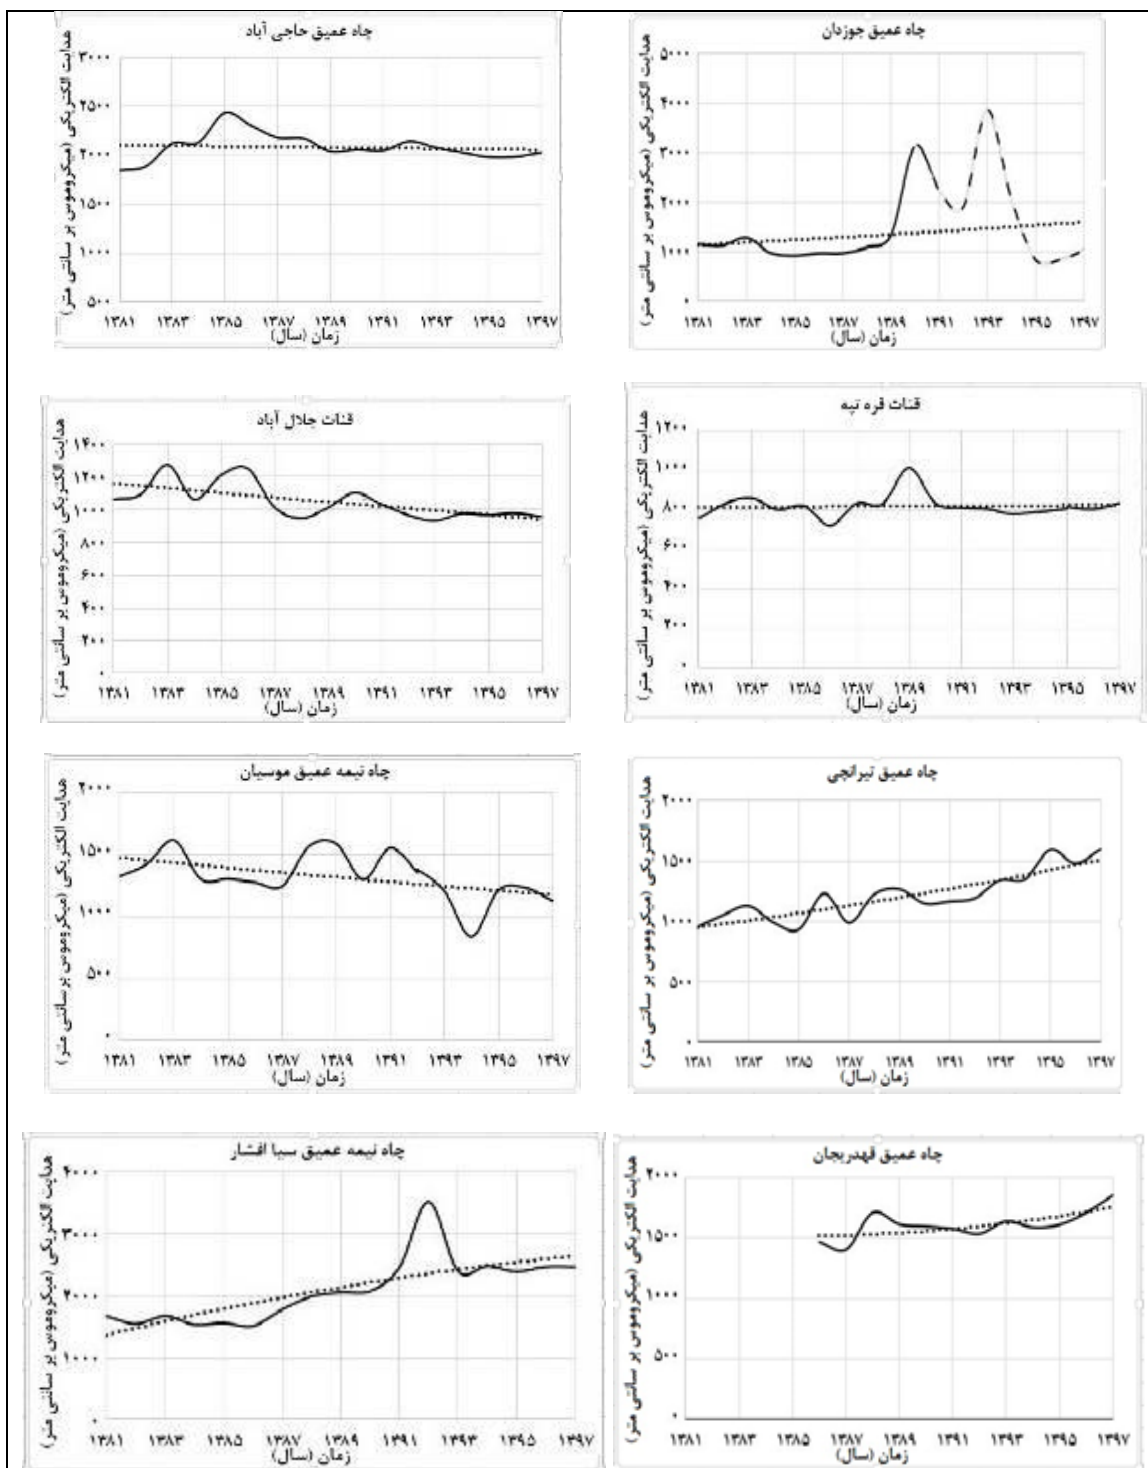 چاه عمیق جوزدان
هدایت الکتریکی (میکروموس بر سانتی متر)
۵۰۰۰
۴۰۰۰
۳۰۰۰
۲۰۰۰
۱۰۰۰
۰
۱۳۸۱ ۱۳۸۳ ۱۳۸۵ ۱۳۸۷ ۱۳۸۹ ۱۳۹۱ ۱۳۹۳ ۱۳۹۵ ۱۳۹۷
زمان (سال)
چاه عمیق حاجی آباد
هدایت الکتریکی (میکروموس بر سانتی متر)
۳۰۰۰
۲۵۰۰
۲۰۰۰
۱۵۰۰
۱۰۰۰
۵۰۰
۱۳۸۱ ۱۳۸۳ ۱۳۸۵ ۱۳۸۷ ۱۳۸۹ ۱۳۹۱ ۱۳۹۳ ۱۳۹۵ ۱۳۹۷
زمان (سال)
قنات قره تپه
هدایت الکتریکی (میکروموس بر سانتی متر)
۱۲۰۰
۱۰۰۰
۸۰۰
۶۰۰
۴۰۰
۲۰۰
۰
۱۳۸۱ ۱۳۸۳ ۱۳۸۵ ۱۳۸۷ ۱۳۸۹ ۱۳۹۱ ۱۳۹۳ ۱۳۹۵ ۱۳۹۷
زمان (سال)
قنات جلال آباد
هدایت الکتریکی (میکروموس بر سانتی متر)
۱۴۰۰
۱۲۰۰
۱۰۰۰
۸۰۰
۶۰۰
۴۰۰
۲۰۰
۰
۱۳۸۱ ۱۳۸۳ ۱۳۸۵ ۱۳۸۷ ۱۳۸۹ ۱۳۹۱ ۱۳۹۳ ۱۳۹۵ ۱۳۹۷
زمان (سال)
چاه عمیق تیرانچی
هدایت الکتریکی (میکروموس بر سانتی متر)
۲۰۰۰
۱۵۰۰
۱۰۰۰
۵۰۰
۰
۱۳۸۱ ۱۳۸۳ ۱۳۸۵ ۱۳۸۷ ۱۳۸۹ ۱۳۹۱ ۱۳۹۳ ۱۳۹۵ ۱۳۹۷
زمان (سال)
چاه نیمه عمیق موسیان
هدایت الکتریکی (میکروموس بر سانتی متر)
۲۰۰۰
۱۵۰۰
۱۰۰۰
۵۰۰
۰
۱۳۸۱ ۱۳۸۳ ۱۳۸۵ ۱۳۸۷ ۱۳۸۹ ۱۳۹۱ ۱۳۹۳ ۱۳۹۵ ۱۳۹۷
زمان (سال)
چاه عمیق قهدریجان
هدایت الکتریکی (میکروموس بر سانتی متر)
۲۰۰۰
۱۵۰۰
۱۰۰۰
۵۰۰
۰
۱۳۸۱ ۱۳۸۳ ۱۳۸۵ ۱۳۸۷ ۱۳۸۹ ۱۳۹۱ ۱۳۹۳ ۱۳۹۵ ۱۳۹۷
زمان (سال)
چاه نیمه عمیق سیا افشار
هدایت الکتریکی (میکروموس بر سانتی متر)
۴۰۰۰
۳۰۰۰
۲۰۰۰
۱۰۰۰
۰
۱۳۸۱ ۱۳۸۳ ۱۳۸۵ ۱۳۸۷ ۱۳۸۹ ۱۳۹۱ ۱۳۹۳ ۱۳۹۵ ۱۳۹۷
زمان (سال)